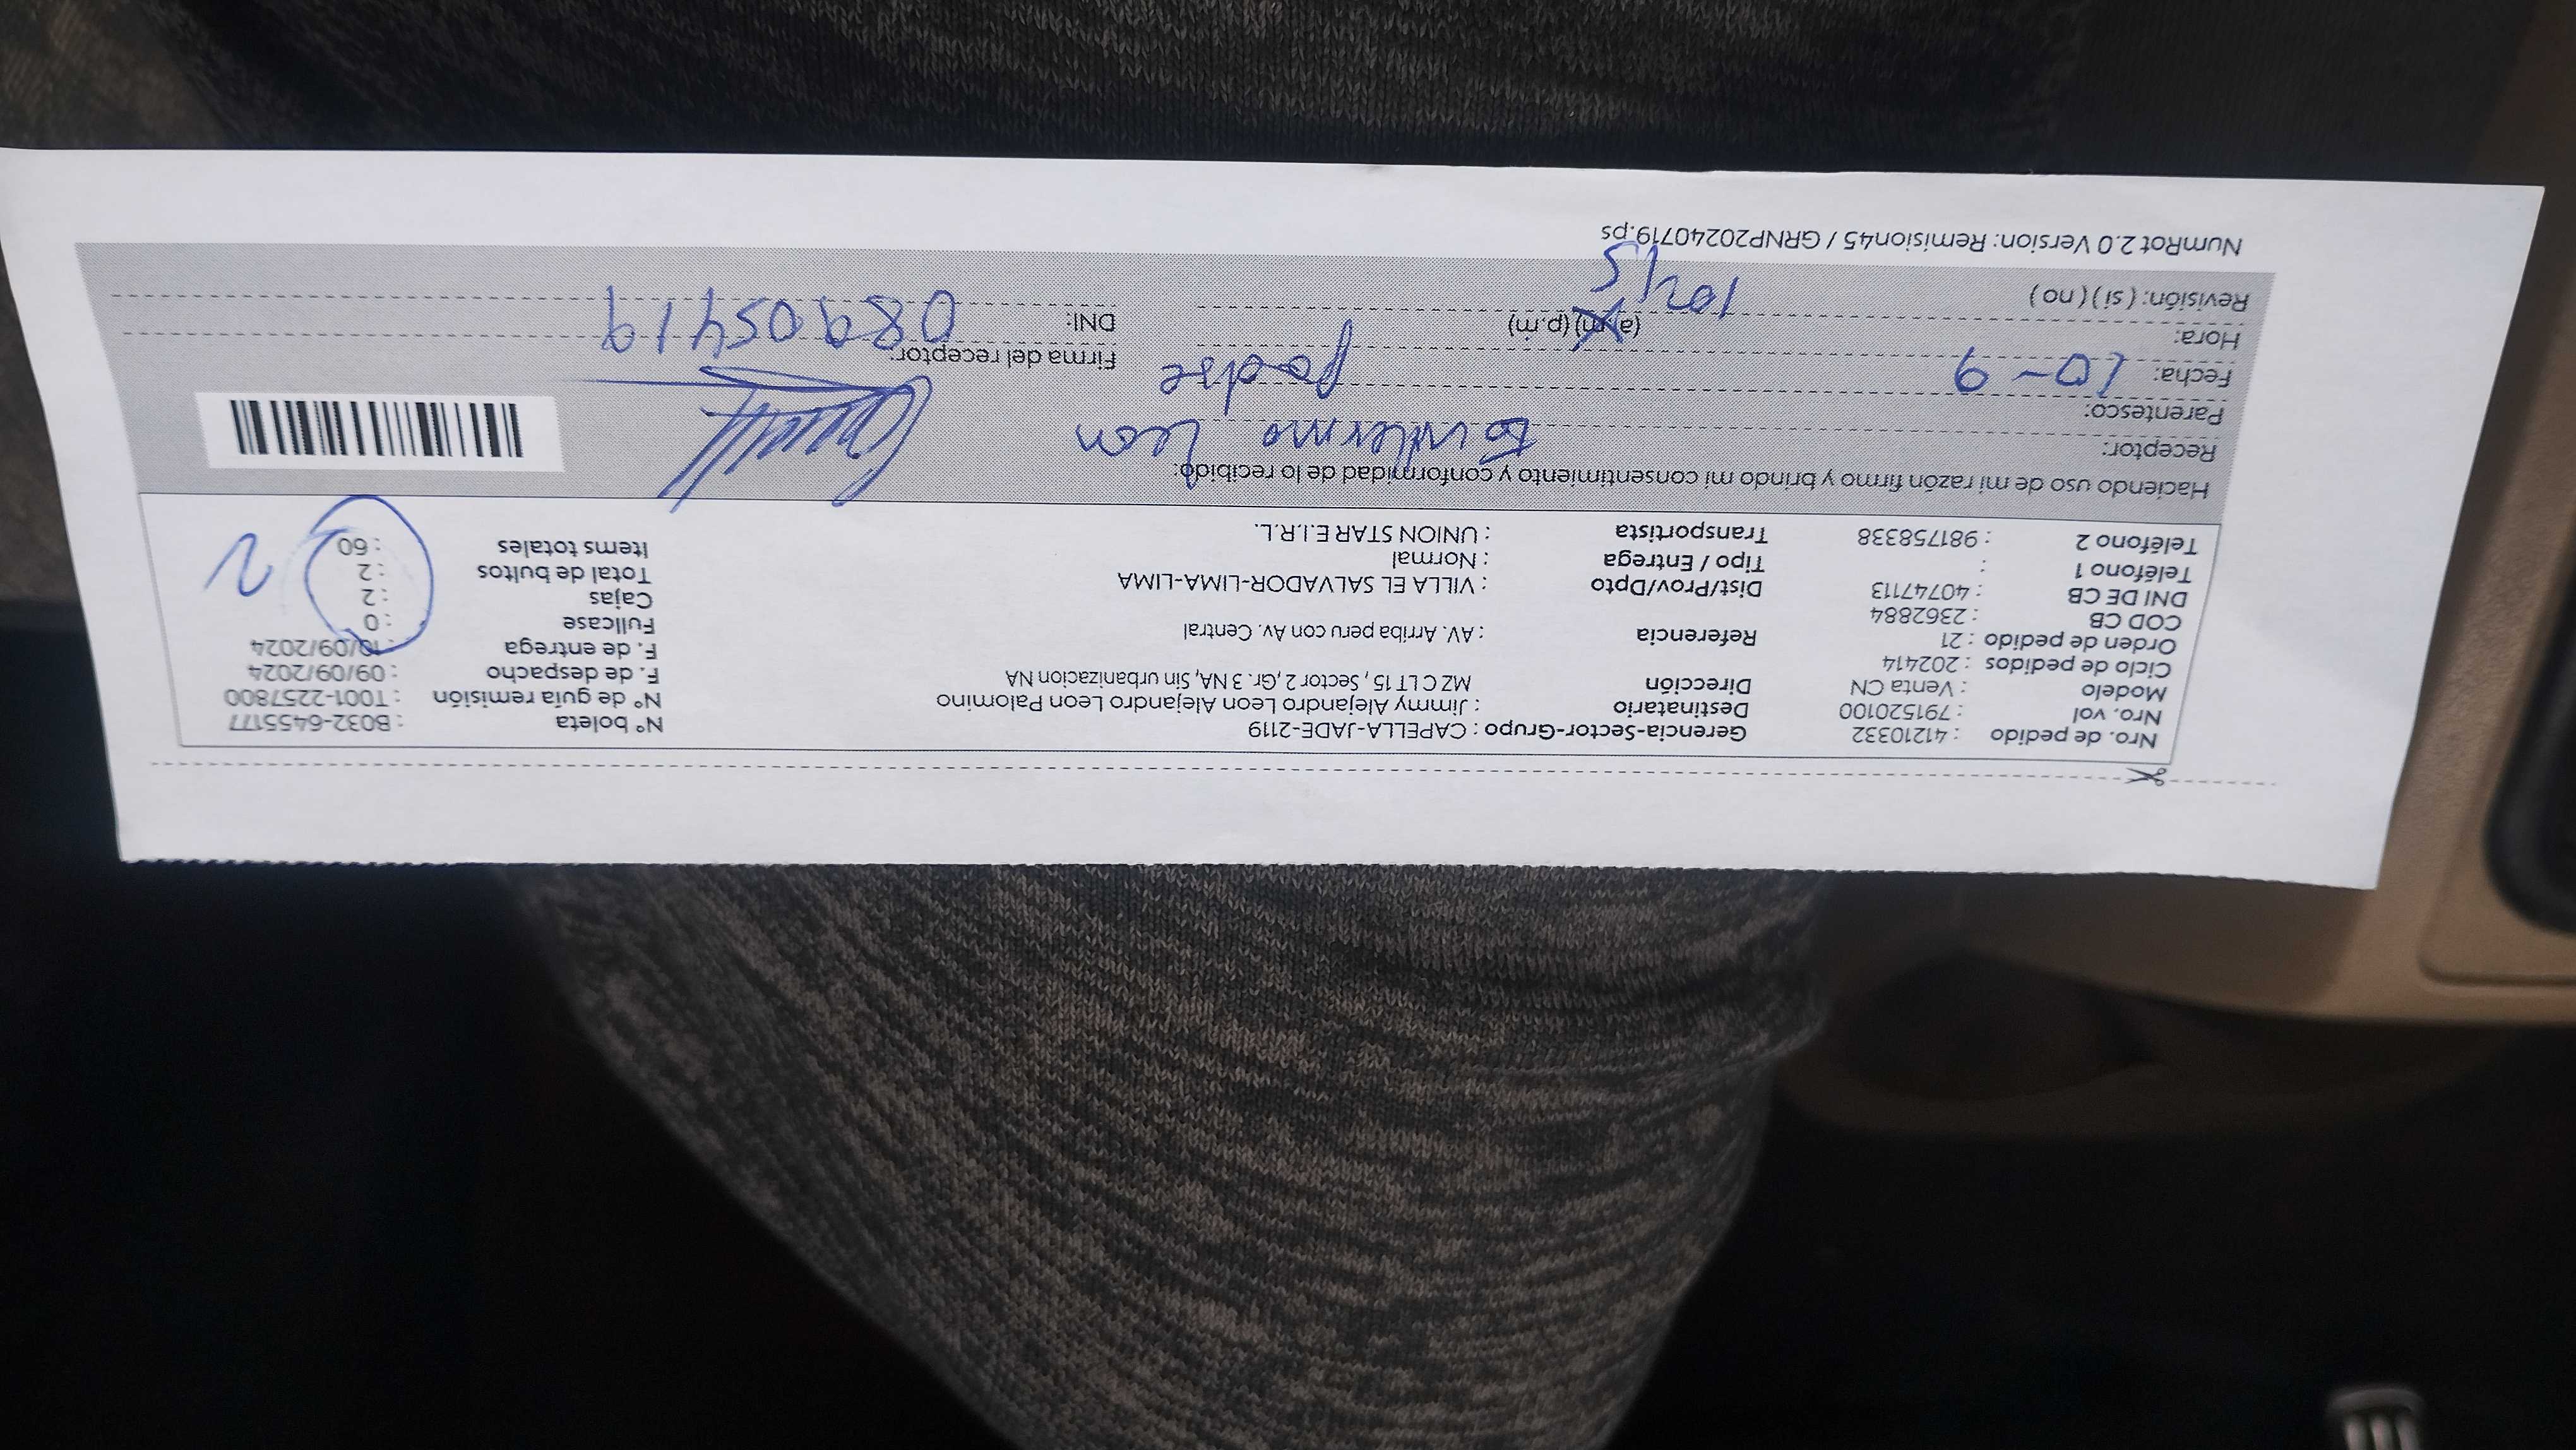 Nro. de pedido : 41210332 Gerencia-Sector-Grupo : CAPELLA-JADE-2119 N° boleta : B032-6455177
Nro. vol : 791520100 Destinatario : Jimmy Alejandro Leon Alejandro Leon Palomino N° de guía remisión : T001-2257800
Modelo : Venta CN Dirección MZ C LT 15 , Sector 2, Gr. 3 NA, Sin urbanizacion NA F. de despacho : 09/09/2024
Ciclo de pedidos : 202414 F. de entrega : 10/09/2024
Orden de pedido : 21 Referencia : AV. Arriba peru con Av. Central Fullcase : 0
COD CB : 2362884 Cajas : 2
DNI DE CB : 40747113 Dist/Prov/Dpto : VILLA EL SALVADOR-LIMA-LIMA Total de bultos : 2
Teléfono 1 : Tipo / Entrega : Normal Items totales : 60
Teléfono 2 : 981758338 Transportista : UNION STAR E.I.R.L.
2
Haciendo uso de mi razón firmo y brindo mi consentimiento y conformidad de lo recibido:
Receptor: Guillermo Leon
Parentesco: padre
Fecha: 10-9 Firma del receptor:
Hora: 1045 (a.m) (p.m) DNI: 08905419
Revisión: ( si ) ( no )
NumRot 2.0 Version: Remision45 / GRNP20240719.ps